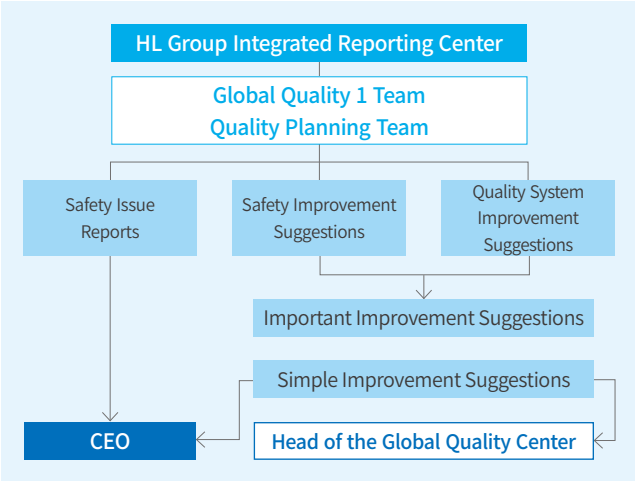 HL Group Integrated Reporting Center
Global Quality 1 Team
Quality Planning Team
Safety Issue
Reports
Safety Improvement
Suggestions
Quality System
Improvement
Suggestions
Important Improvement Suggestions
Simple Improvement Suggestions
CEO
Head of the Global Quality Center